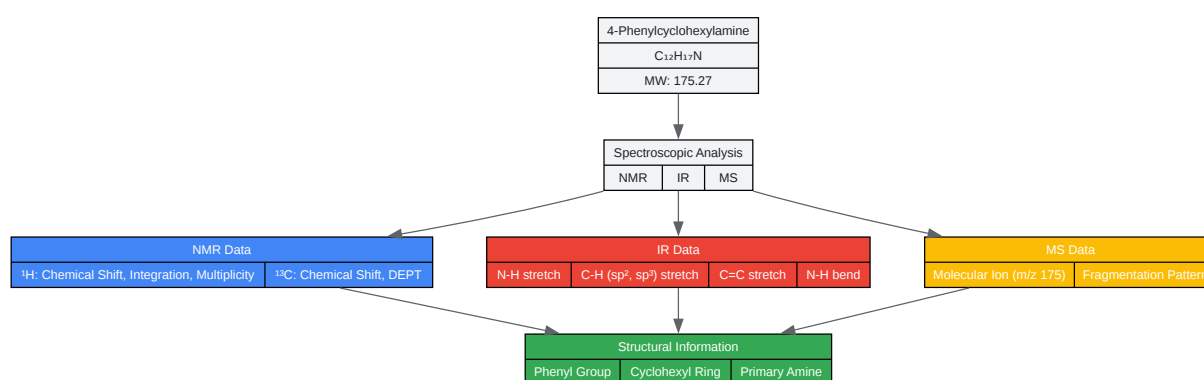 4-Phenylcyclohexylamine
C₁₂H₁₇N
MW: 175.27
Spectroscopic Analysis
NMR IR MS
NMR Data
¹H: Chemical Shift, Integration, Multiplicity ¹³C: Chemical Shift, DEPT
IR Data
N-H stretch C-H (sp², sp³) stretch C=C stretch N-H bend
MS Data
Molecular Ion (m/z 175) Fragmentation Pattern
Structural Information
Phenyl Group Cyclohexyl Ring Primary Amine